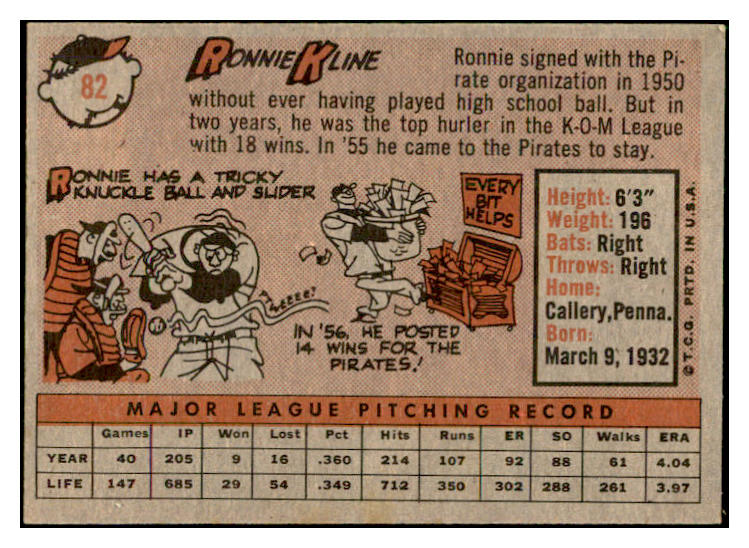 82
RONNIE KLINE
Ronnie signed with the Pi-
rate organization in 1950
without ever having played high school ball. But in
two years, he was the top hurler in the K-O-M League
with 18 wins. In '55 he came to the Pirates to stay.
RONNIE HAS A TRICKY
KNUCKLE BALL AND SLIDER
EVERY
BIT
HELPS
IN '56, HE POSTED
14 WINS FOR THE
PIRATES!
Height: 6'3"
Weight: 196
Bats: Right
Throws: Right
Home:
Callery, Penna.
Born:
March 9, 1932
©T.C.G. PRTD. IN U.S.A.
MAJOR LEAGUE PITCHING RECORD
Games IP Won Lost Pct Hits Runs ER SO Walks ERA
YEAR 40 205 9 16 .360 214 107 92 88 61 4.04
LIFE 147 685 29 54 .349 712 350 302 288 261 3.97